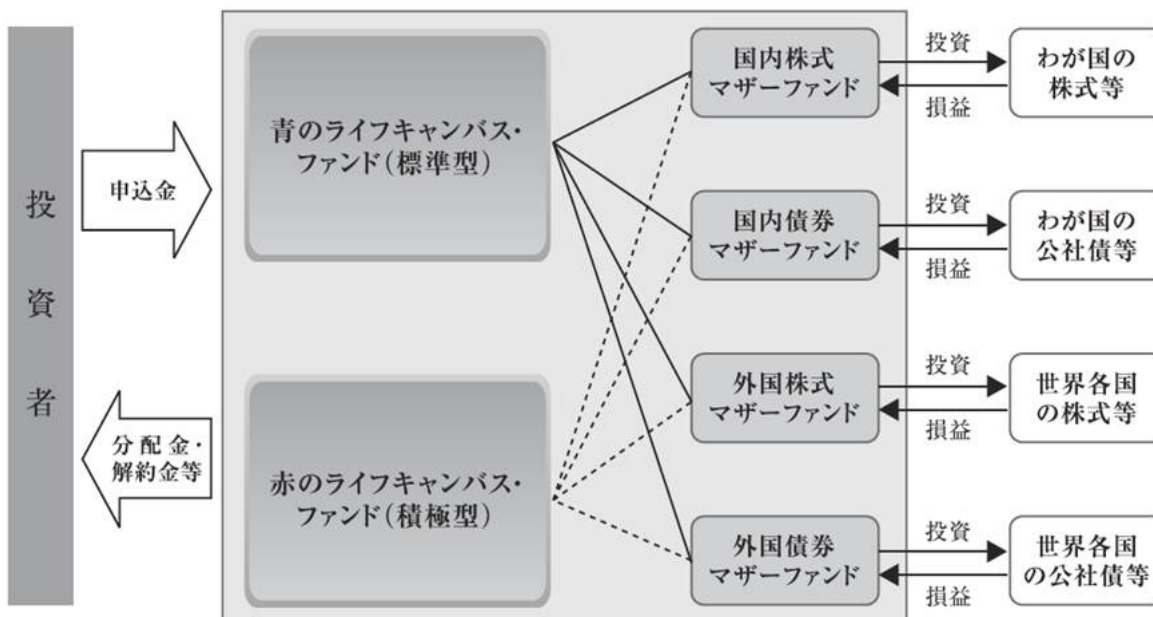 投資者
申込金
分配金・
解約金等
青のライフキャンバス・
ファンド(標準型)
赤のライフキャンバス・
ファンド(積極型)
国内株式
マザーファンド
投資
損益
わが国の
株式等
国内債券
マザーファンド
投資
損益
わが国の
公社債等
外国株式
マザーファンド
投資
損益
世界各国
の株式等
外国債券
マザーファンド
投資
損益
世界各国
の公社債等